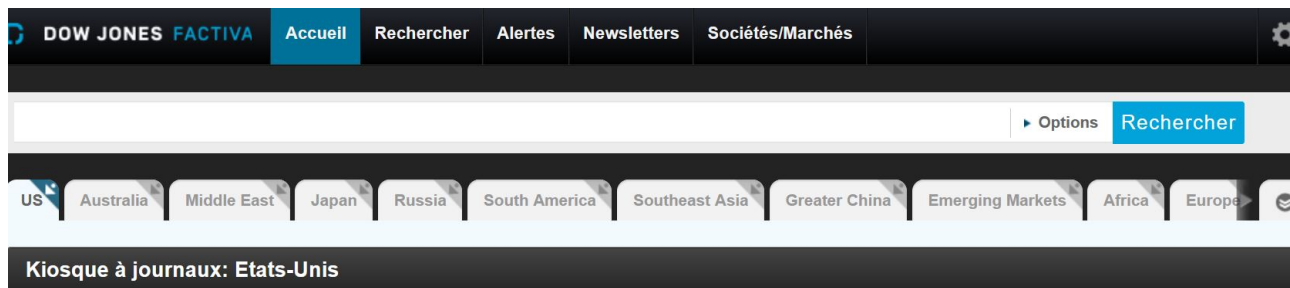 DOW JONES FACTIVA Accueil Rechercher Alertes Newsletters Sociétés/Marchés
Options Rechercher
US Australia Middle East Japan Russia South America Southeast Asia Greater China Emerging Markets Africa Europe
Kiosque à journaux: Etats-Unis